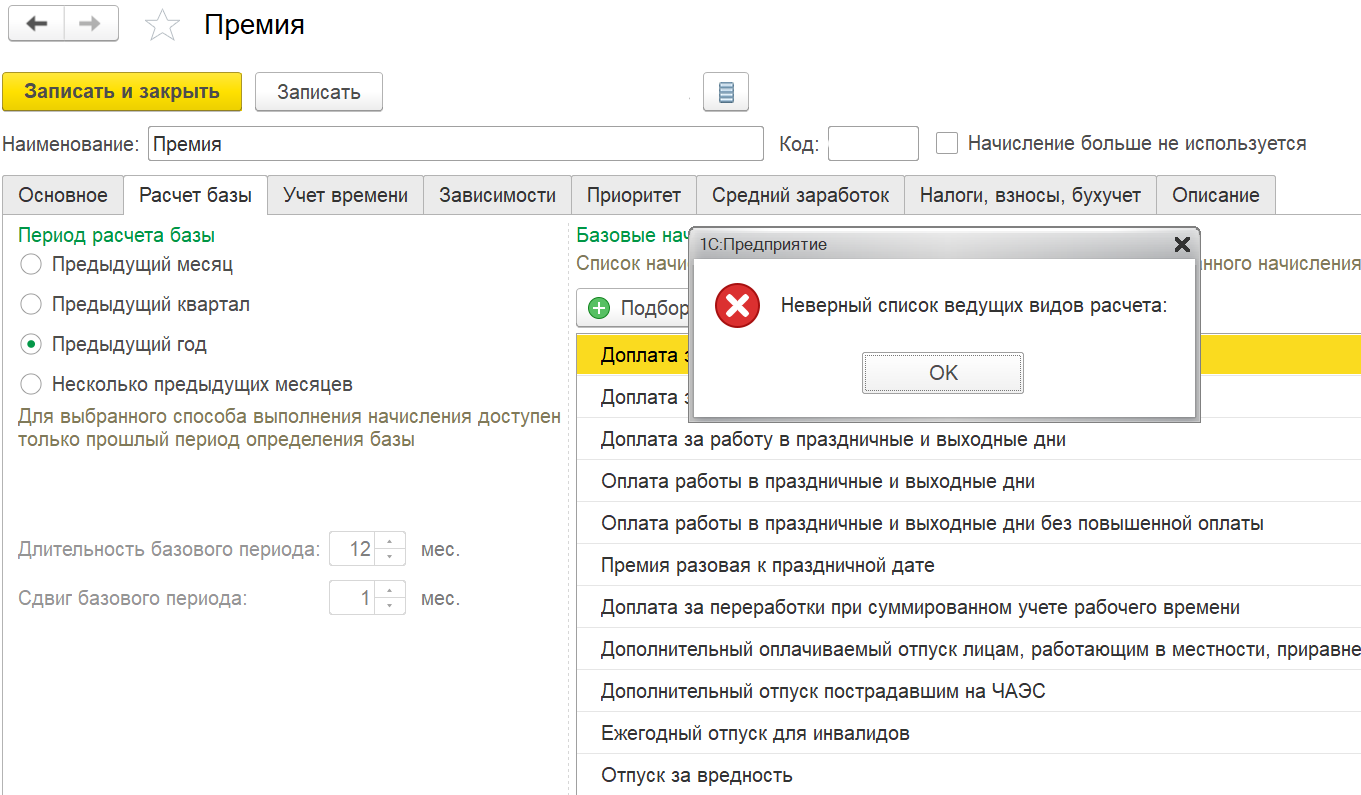 Премия
Записать и закрыть
Записать
Наименование: Премия
Код:
Начисление больше не используется
Основное
Расчет базы
Учет времени
Зависимости
Приоритет
Средний заработок
Налоги, взносы, бухучет
Описание
Период расчета базы
Предыдущий месяц
Предыдущий квартал
Предыдущий год
Несколько предыдущих месяцев
Для выбранного способа выполнения начисления доступен
только прошлый период определения базы
Длительность базового периода: 12 мес.
Сдвиг базового периода: 1 мес.
Базовые нач
Список начи
нного начисления
Подбор
1С:Предприятие
Неверный список ведущих видов расчета:
OK
Доплата з
Доплата з
Доплата за работу в праздничные и выходные дни
Оплата работы в праздничные и выходные дни
Оплата работы в праздничные и выходные дни без повышенной оплаты
Премия разовая к праздничной дате
Доплата за переработки при суммированном учете рабочего времени
Дополнительный оплачиваемый отпуск лицам, работающим в местности, приравне
Дополнительный отпуск пострадавшим на ЧАЭС
Ежегодный отпуск для инвалидов
Отпуск за вредность